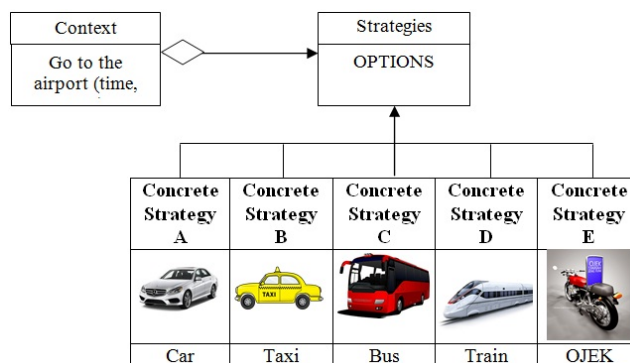 Context
Go to the
airport (time,
Strategies
OPTIONS
Concrete
Strategy
A
Concrete
Strategy
B
Concrete
Strategy
C
Concrete
Strategy
D
Concrete
Strategy
E
TAXI
OJEK
Car
Taxi
Bus
Train
OJEK